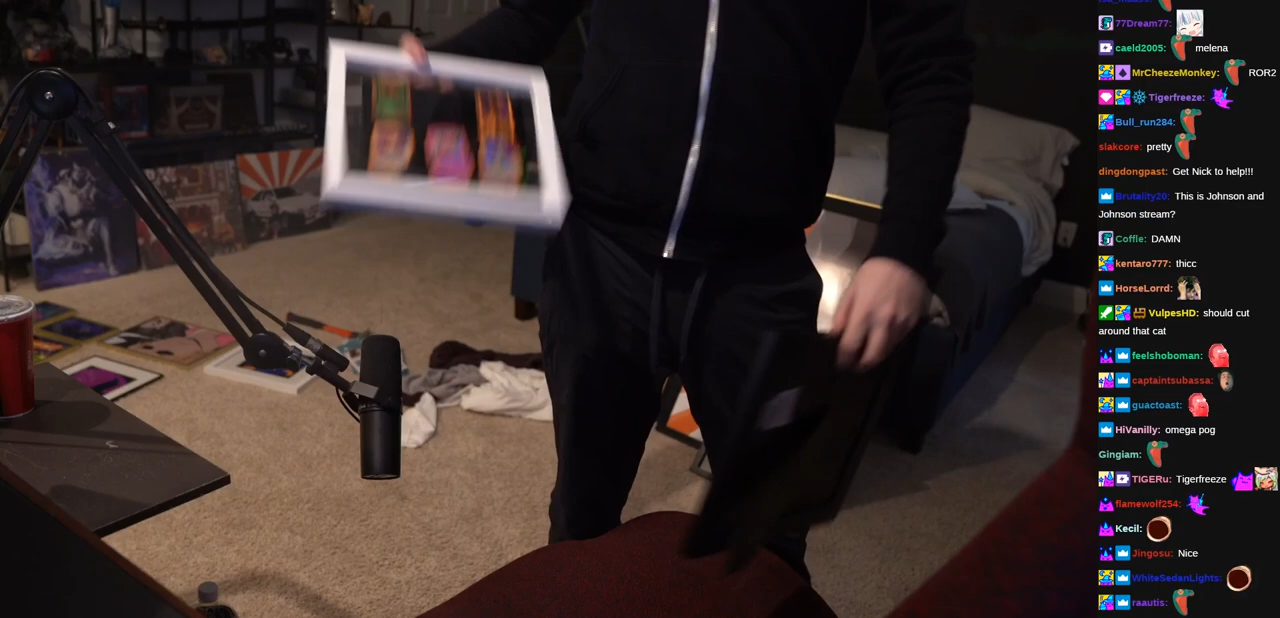 77Dream77:
caeld2005: melena
MrCheezeMonkey: ROR2
Tigerfreeze:
Bull_run284:
slakcore: pretty
dingdongpast: Get Nick to help!!!
Brutality20: This is Johnson and
Johnson stream?
Coffle: DAMN
kentaro777: thicc
HorseLorrd:
VulpesHD: should cut
around that cat
feelshoboman:
captainsubassa:
guactoast:
HiVanilly: omega pog
Gingiam:
TIGERu: Tigerfreeze
flamewolf254:
Kecil:
Jingosu: Nice
WhiteSedanLights:
raautis: